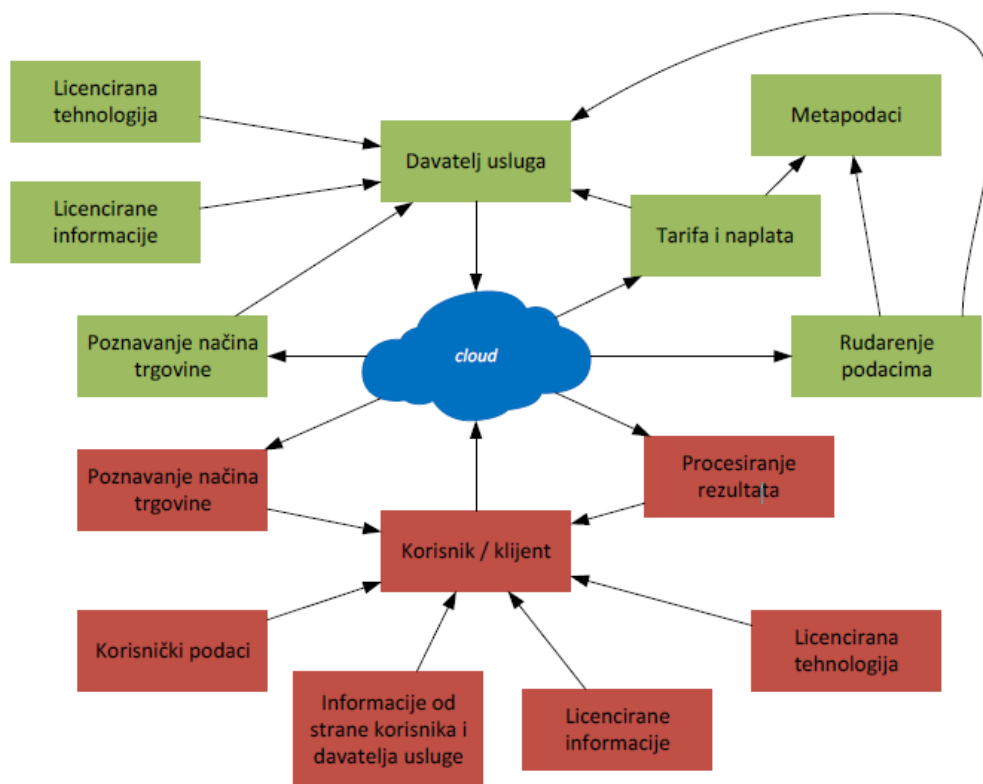 Licencirana
tehnologija
Davatelj usluga
Metapodaci
Licencirane
informacije
Tarifa i naplata
Poznavanje načina
trgovine
cloud
Rudarenje
podacima
Poznavanje načina
trgovine
Procesiranje
rezultata
Korisnik / klijent
Korisnički podaci
Licencirana
tehnologija
Informacije od
strane korisnika i
davatelja usluge
Licencirane
informacije